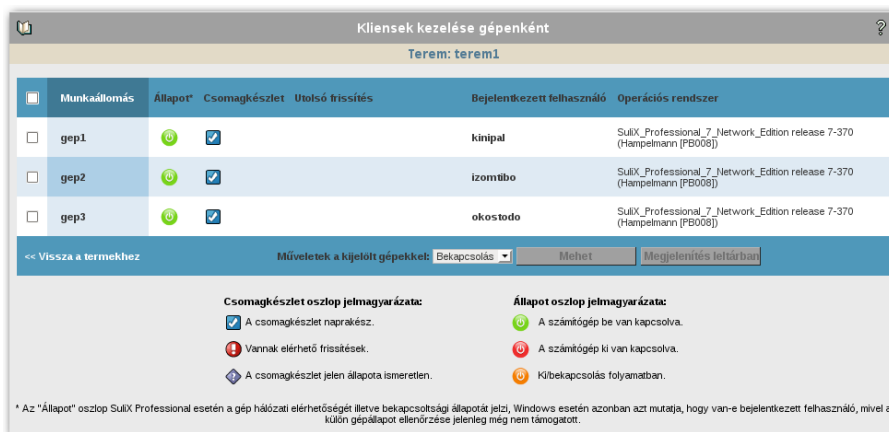 Kliensek kezelése gépenként
?
Terem: terem1
Munkaállomás Állapot* Csomagkészlet Utolsó frissítés Bejelentkezett felhasználó Operációs rendszer
gep1 kinipal SuliX_Professional_7_Network_Edition release 7-370
(Hampelmann [PB008])
gep2 izomtibo SuliX_Professional_7_Network_Edition release 7-370
(Hampelmann [PB008])
gep3 okostodo SuliX_Professional_7_Network_Edition release 7-370
(Hampelmann [PB008])
<< Vissza a termekhez Műveletek a kijelölt gépekkel: Bekapcsolás Mehet Megjelenítés leltárban
Csomagkészlet oszlop jelmagyarázata: Állapot oszlop jelmagyarázata:
A csomagkészlet naprakész. A számítógép be van kapcsolva.
Vannak elérhető frissítések. A számítógép ki van kapcsolva.
A csomagkészlet jelen állapota ismeretlen. Ki/bekapcsolás folyamatban.
* Az "Állapot" oszlop SuliX Professional esetén a gép hálózati elérhetőségét illetve bekapcsoltsági állapotát jelzi, Windows esetén azonban azt mutatja, hogy van-e bejelentkezett felhasználó, mivel a
külön gépállapot ellenőrzése jelenleg még nem támogatott.